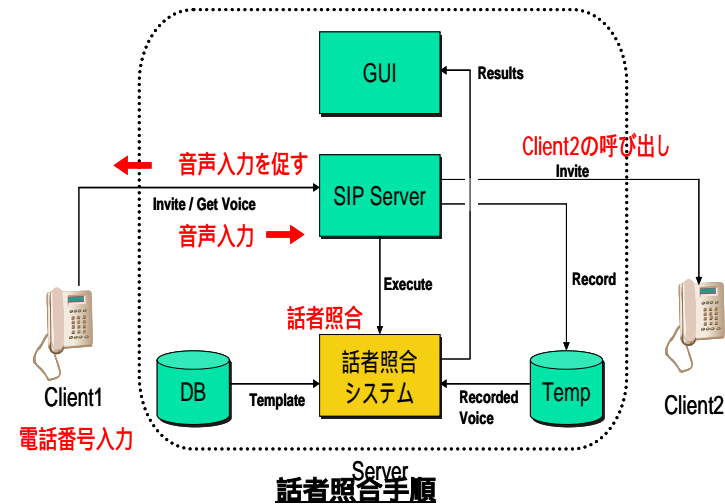 GUI
Results
音声入力を促す
Client2の呼び出し
Invite
SIP Server
Invite / Get Voice
音声入力
Execute
Record
話者照合
話者照合
システム
DB
Template
Recorded
Voice
Temp
Client1
Client2
電話番号入力
Server
話者照合手順